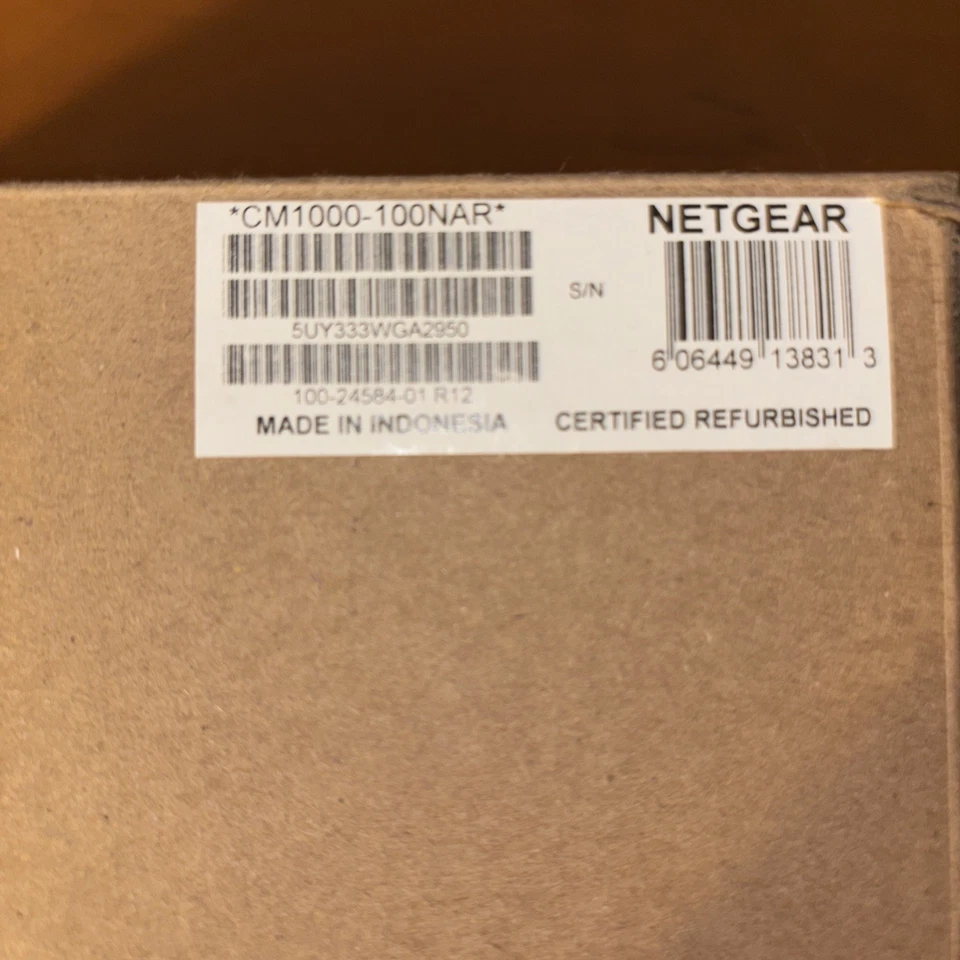 *CM1000-100NAR*
NETGEAR
S/N
5UY333WGA2950
6 06449 13831 3
100-24584-01 R12
MADE IN INDONESIA
CERTIFIED REFURBISHED